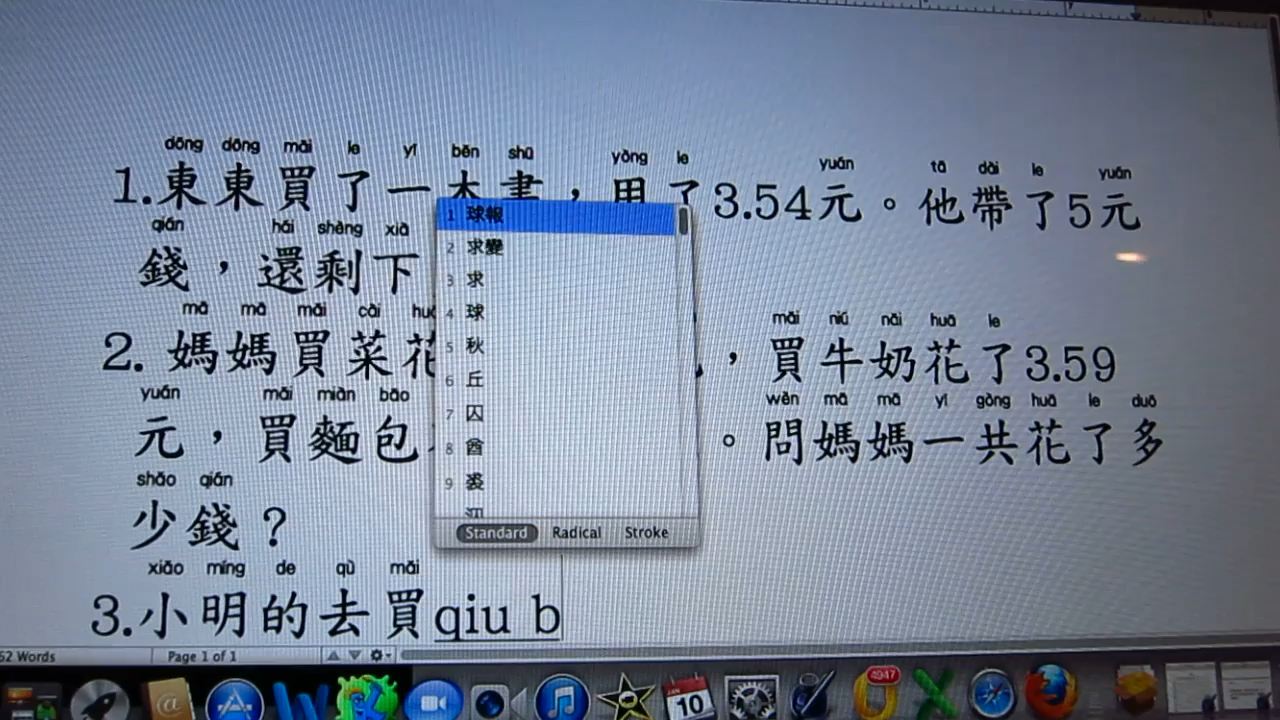 dōng dōng mǎi le yī běn shū yòng le yuán tā dài le yuán
1.東東買了一本書，用了3.54元。他帶了5元
qián hái shèng xià
錢，還剩下
mā mā mǎi cài huā mǎi niú nǎi huā le
2. 媽媽買菜花，買牛奶花了3.59
yuán mǎi miàn bāo wèn mā mā yī gòng huā le duō
元，買麵包。問媽媽一共花了多
shǎo qián
少錢？
xiǎo míng de qù mǎi
3.小明的去買qiu b
1 球報
2 求變
3 求
4 球
5 秋
6 丘
7 囚
8 酋
9 裘
Standard Radical Stroke
52 Words Page 1 of 1
4947
JAN
10